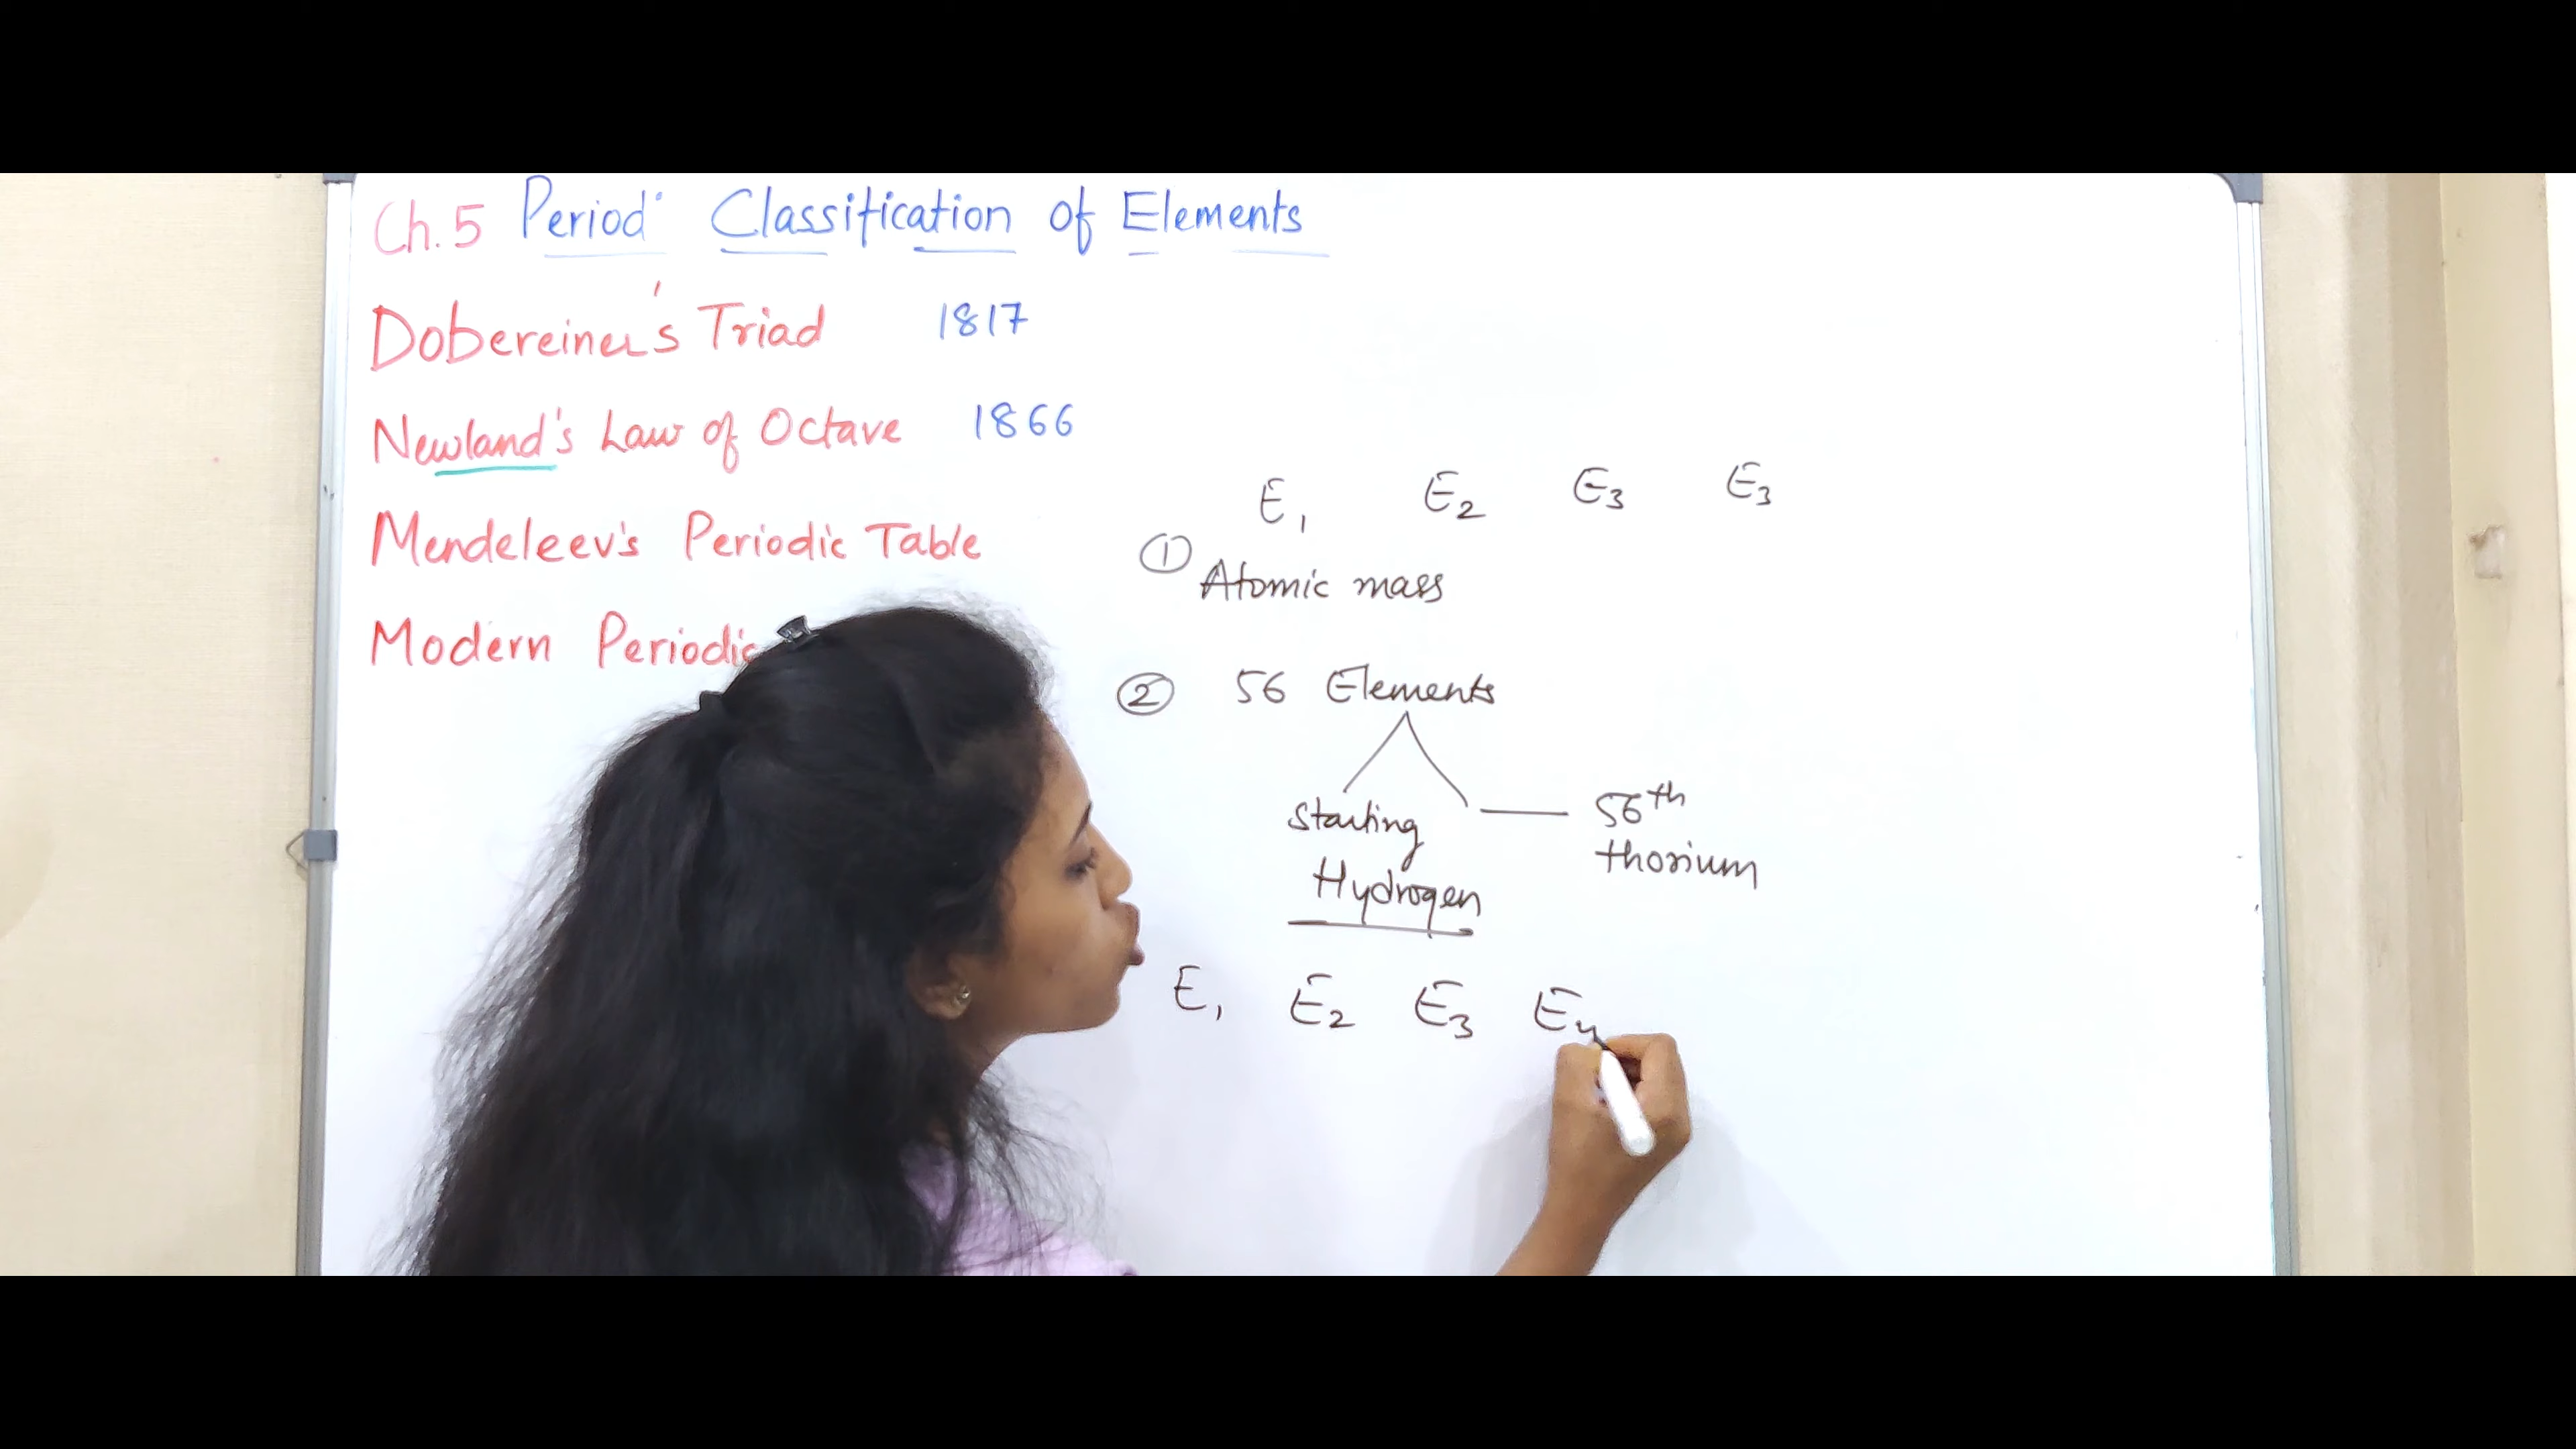 Ch.5 Period Classification of Elements
Dobereiner's Triad 1817
Newland's Law of Octave 1866
Mendeleev's Periodic Table
Modern Periodic
E1 E2 E3 E3
① Atomic mass
② 56 Elements
Starting
Hydrogen
56th
thorium
E1 E2 E3 E4